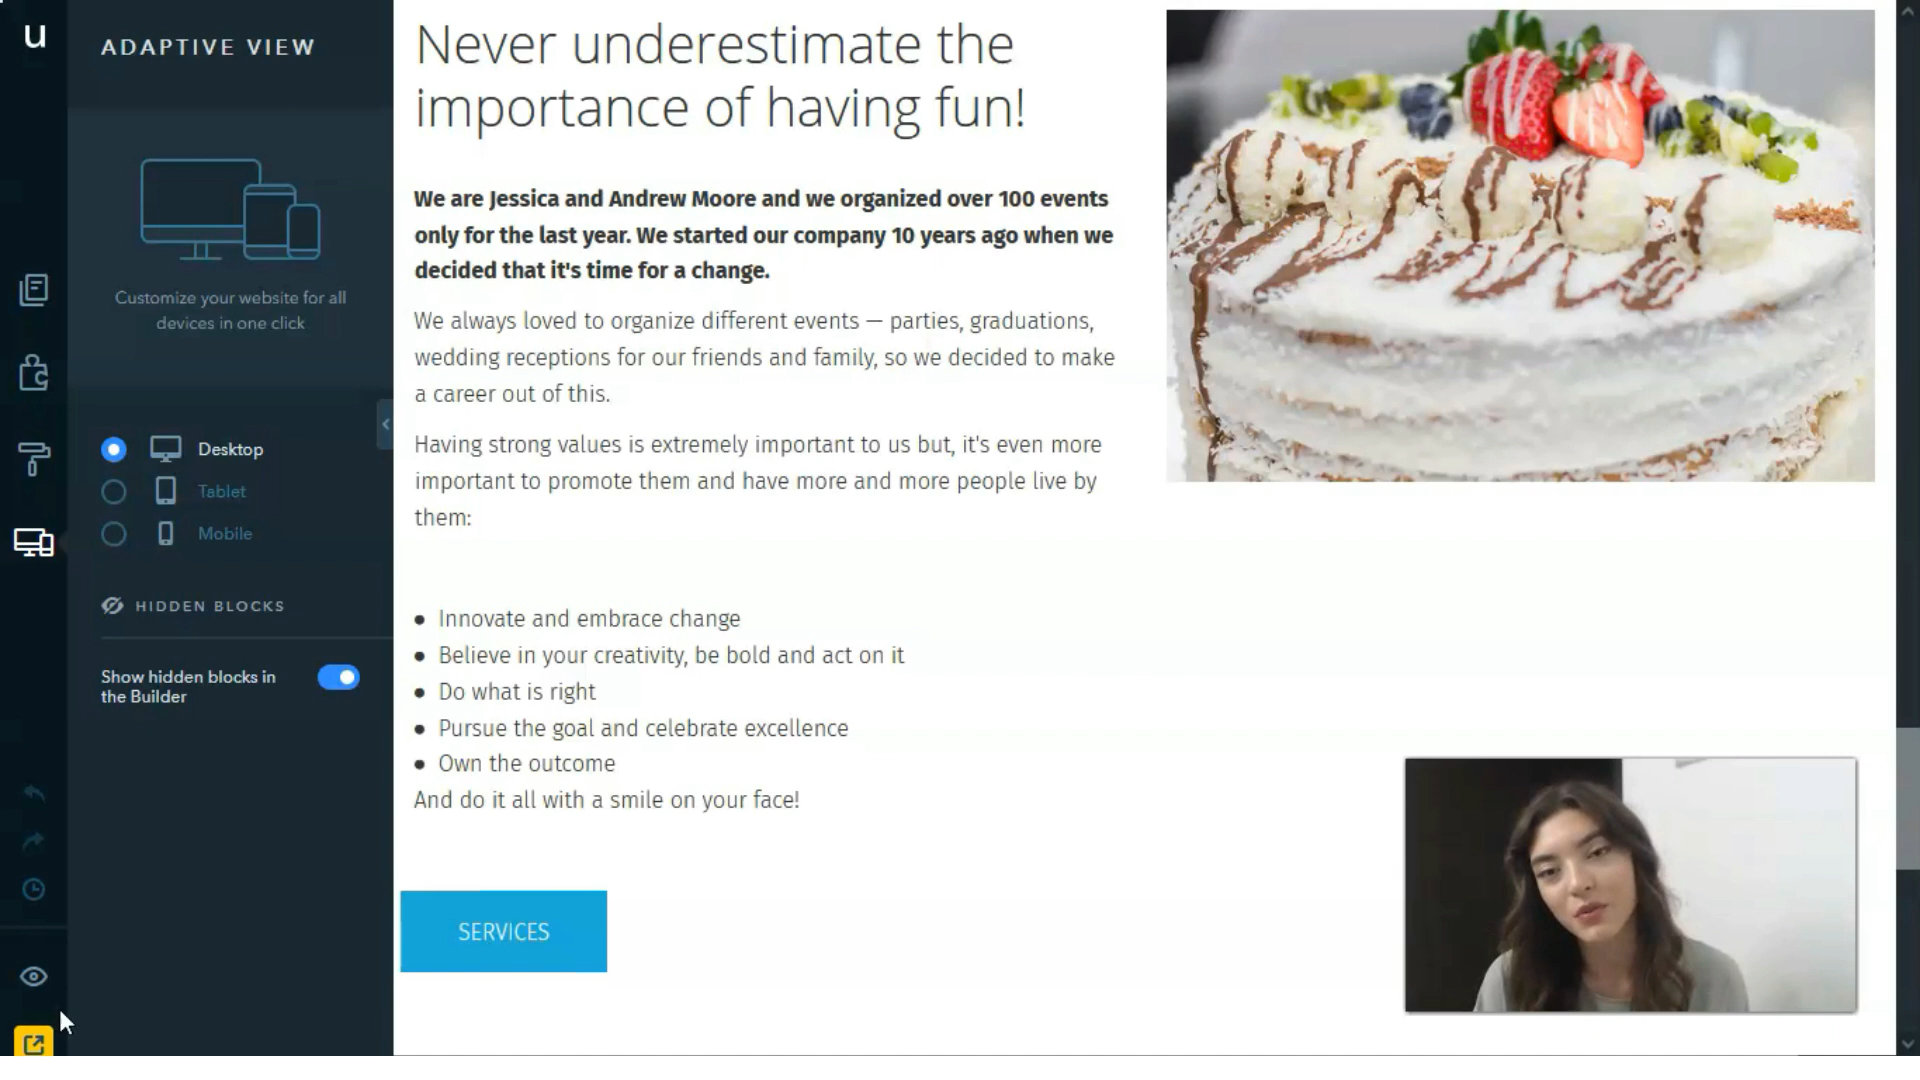 u
ADAPTIVE VIEW
Customize your website for all
devices in one click
Desktop
Tablet
Mobile
HIDDEN BLOCKS
Show hidden blocks in
the Builder
Never underestimate the
importance of having fun!
We are Jessica and Andrew Moore and we organized over 100 events
only for the last year. We started our company 10 years ago when we
decided that it's time for a change.
We always loved to organize different events — parties, graduations,
wedding receptions for our friends and family, so we decided to make
a career out of this.
Having strong values is extremely important to us but, it's even more
important to promote them and have more and more people live by
them:
● Innovate and embrace change
● Believe in your creativity, be bold and act on it
● Do what is right
● Pursue the goal and celebrate excellence
● Own the outcome
And do it all with a smile on your face!
SERVICES